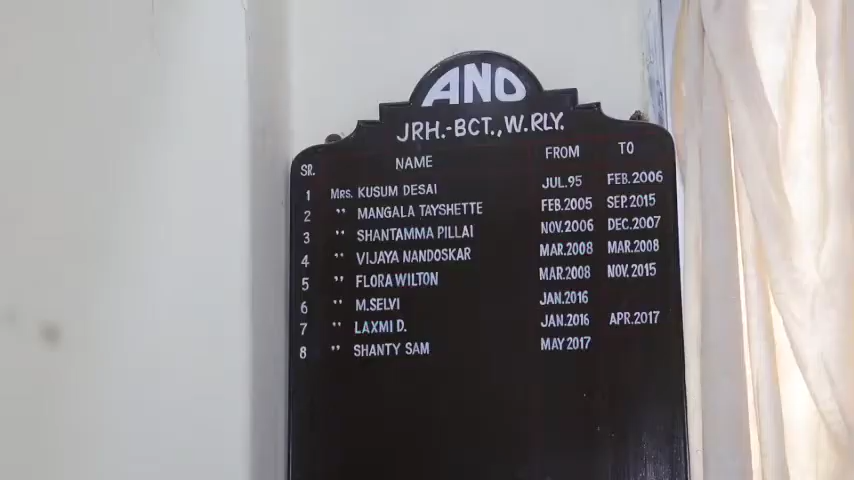 ANO
JRH.-BCT., W.RLY.
SR. NAME FROM TO
1 MRS. KUSUM DESAI JUL.95 FEB.2006
2 " MANGALA TAYSHETTE FEB.2005 SEP.2015
3 " SHANTAMMA PILLAI NOV.2006 DEC.2007
4 " VIJAYA NANDOSKAR MAR.2008 MAR.2008
5 " FLORA WILTON MAR.2008 NOV.2015
6 " M.SELVI JAN.2016
7 " LAXMI D. JAN.2016 APR.2017
8 " SHANTY SAM MAY 2017